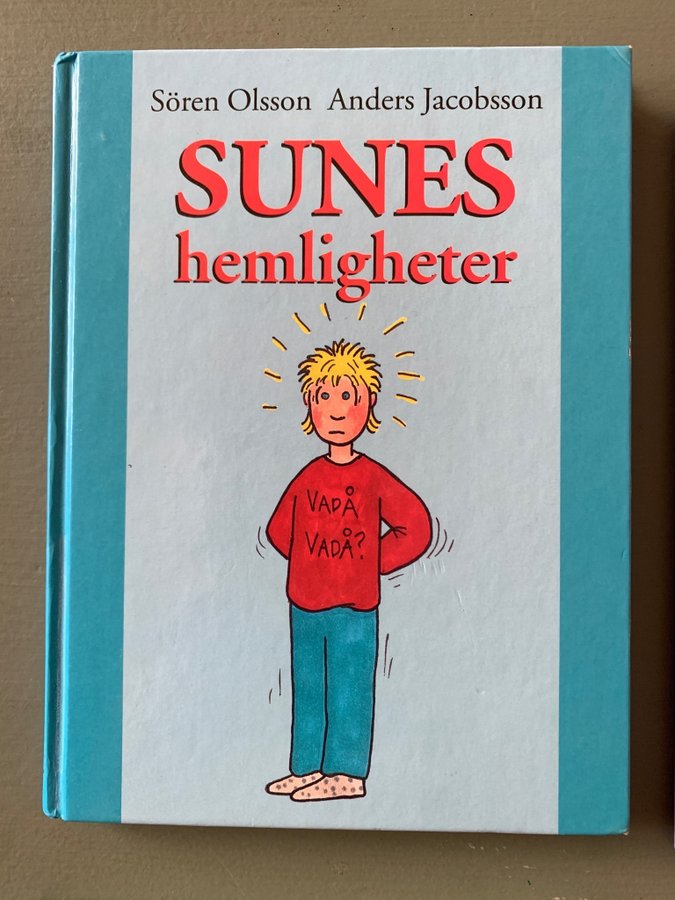 Sören Olsson Anders Jacobsson
SUNES
hemligheter
VADÅ
VADÅ?